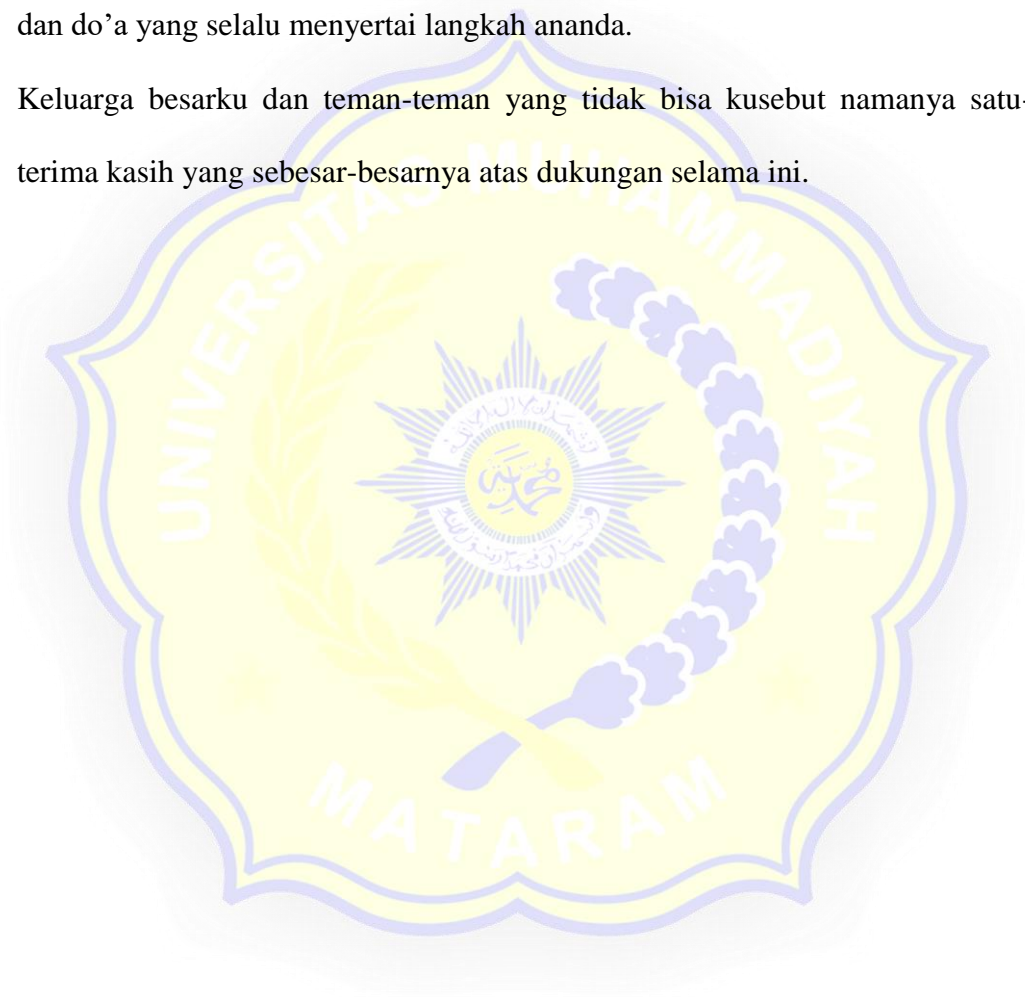 dan do’a yang selalu menyertai langkah ananda.
Keluarga besarku dan teman-teman yang tidak bisa kusebut namanya satu-
terima kasih yang sebesar-besarnya atas dukungan selama ini.
UNIVERSITAS MUHAMMADIYAH
MATARAM